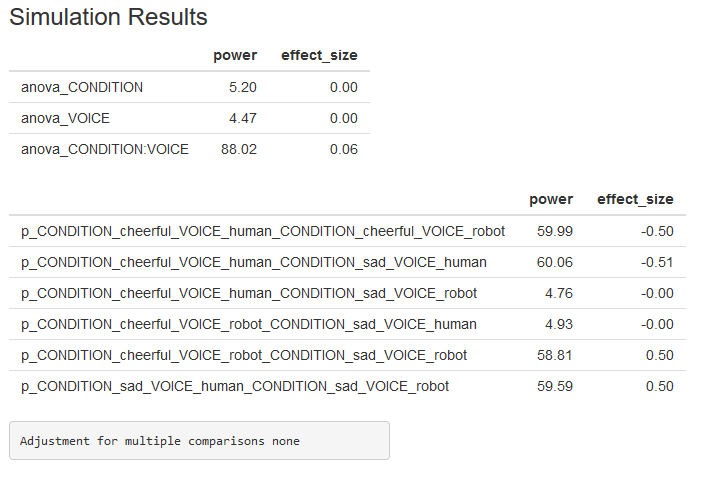 Simulation Results
power effect_size
anova_CONDITION 5.20 0.00
anova_VOICE 4.47 0.00
anova_CONDITION:VOICE 88.02 0.06
power effect_size
p_CONDITION_cheerful_VOICE_human_CONDITION_cheerful_VOICE_robot 59.99 -0.50
p_CONDITION_cheerful_VOICE_human_CONDITION_sad_VOICE_human 60.06 -0.51
p_CONDITION_cheerful_VOICE_human_CONDITION_sad_VOICE_robot 4.76 -0.00
p_CONDITION_cheerful_VOICE_robot_CONDITION_sad_VOICE_human 4.93 -0.00
p_CONDITION_cheerful_VOICE_robot_CONDITION_sad_VOICE_robot 58.81 0.50
p_CONDITION_sad_VOICE_human_CONDITION_sad_VOICE_robot 59.59 0.50
Adjustment for multiple comparisons none